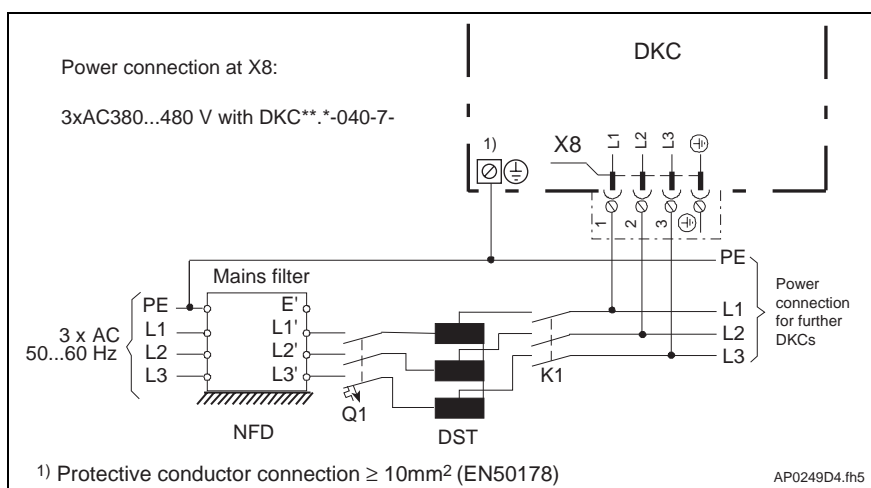 Power connection at X8:
3xAC380...480 V with DKC**.*-040-7-
DKC
1)
X8
L1
L2
L3
1
2
3
PE
Mains filter
PE
E'
L1
L1'
L2
L2'
L3
L3'
3 x AC
50...60 Hz
NFD
Q1
DST
K1
L1
L2
L3
Power
connection
for further
DKCs
1) Protective conductor connection ≥ 10mm² (EN50178)
AP0249D4.fh5